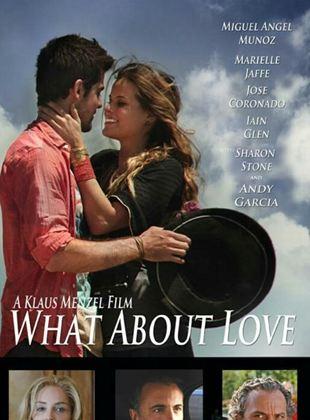 MIGUEL ANGEL
MUNOZ
MARIELLE
JAFFE
JOSE
CORONADO
IAIN
GLEN
WITH
SHARON
STONE
AND
ANDY
GARCIA
A KLAUS MENZEL FILM
WHAT ABOUT LOVE